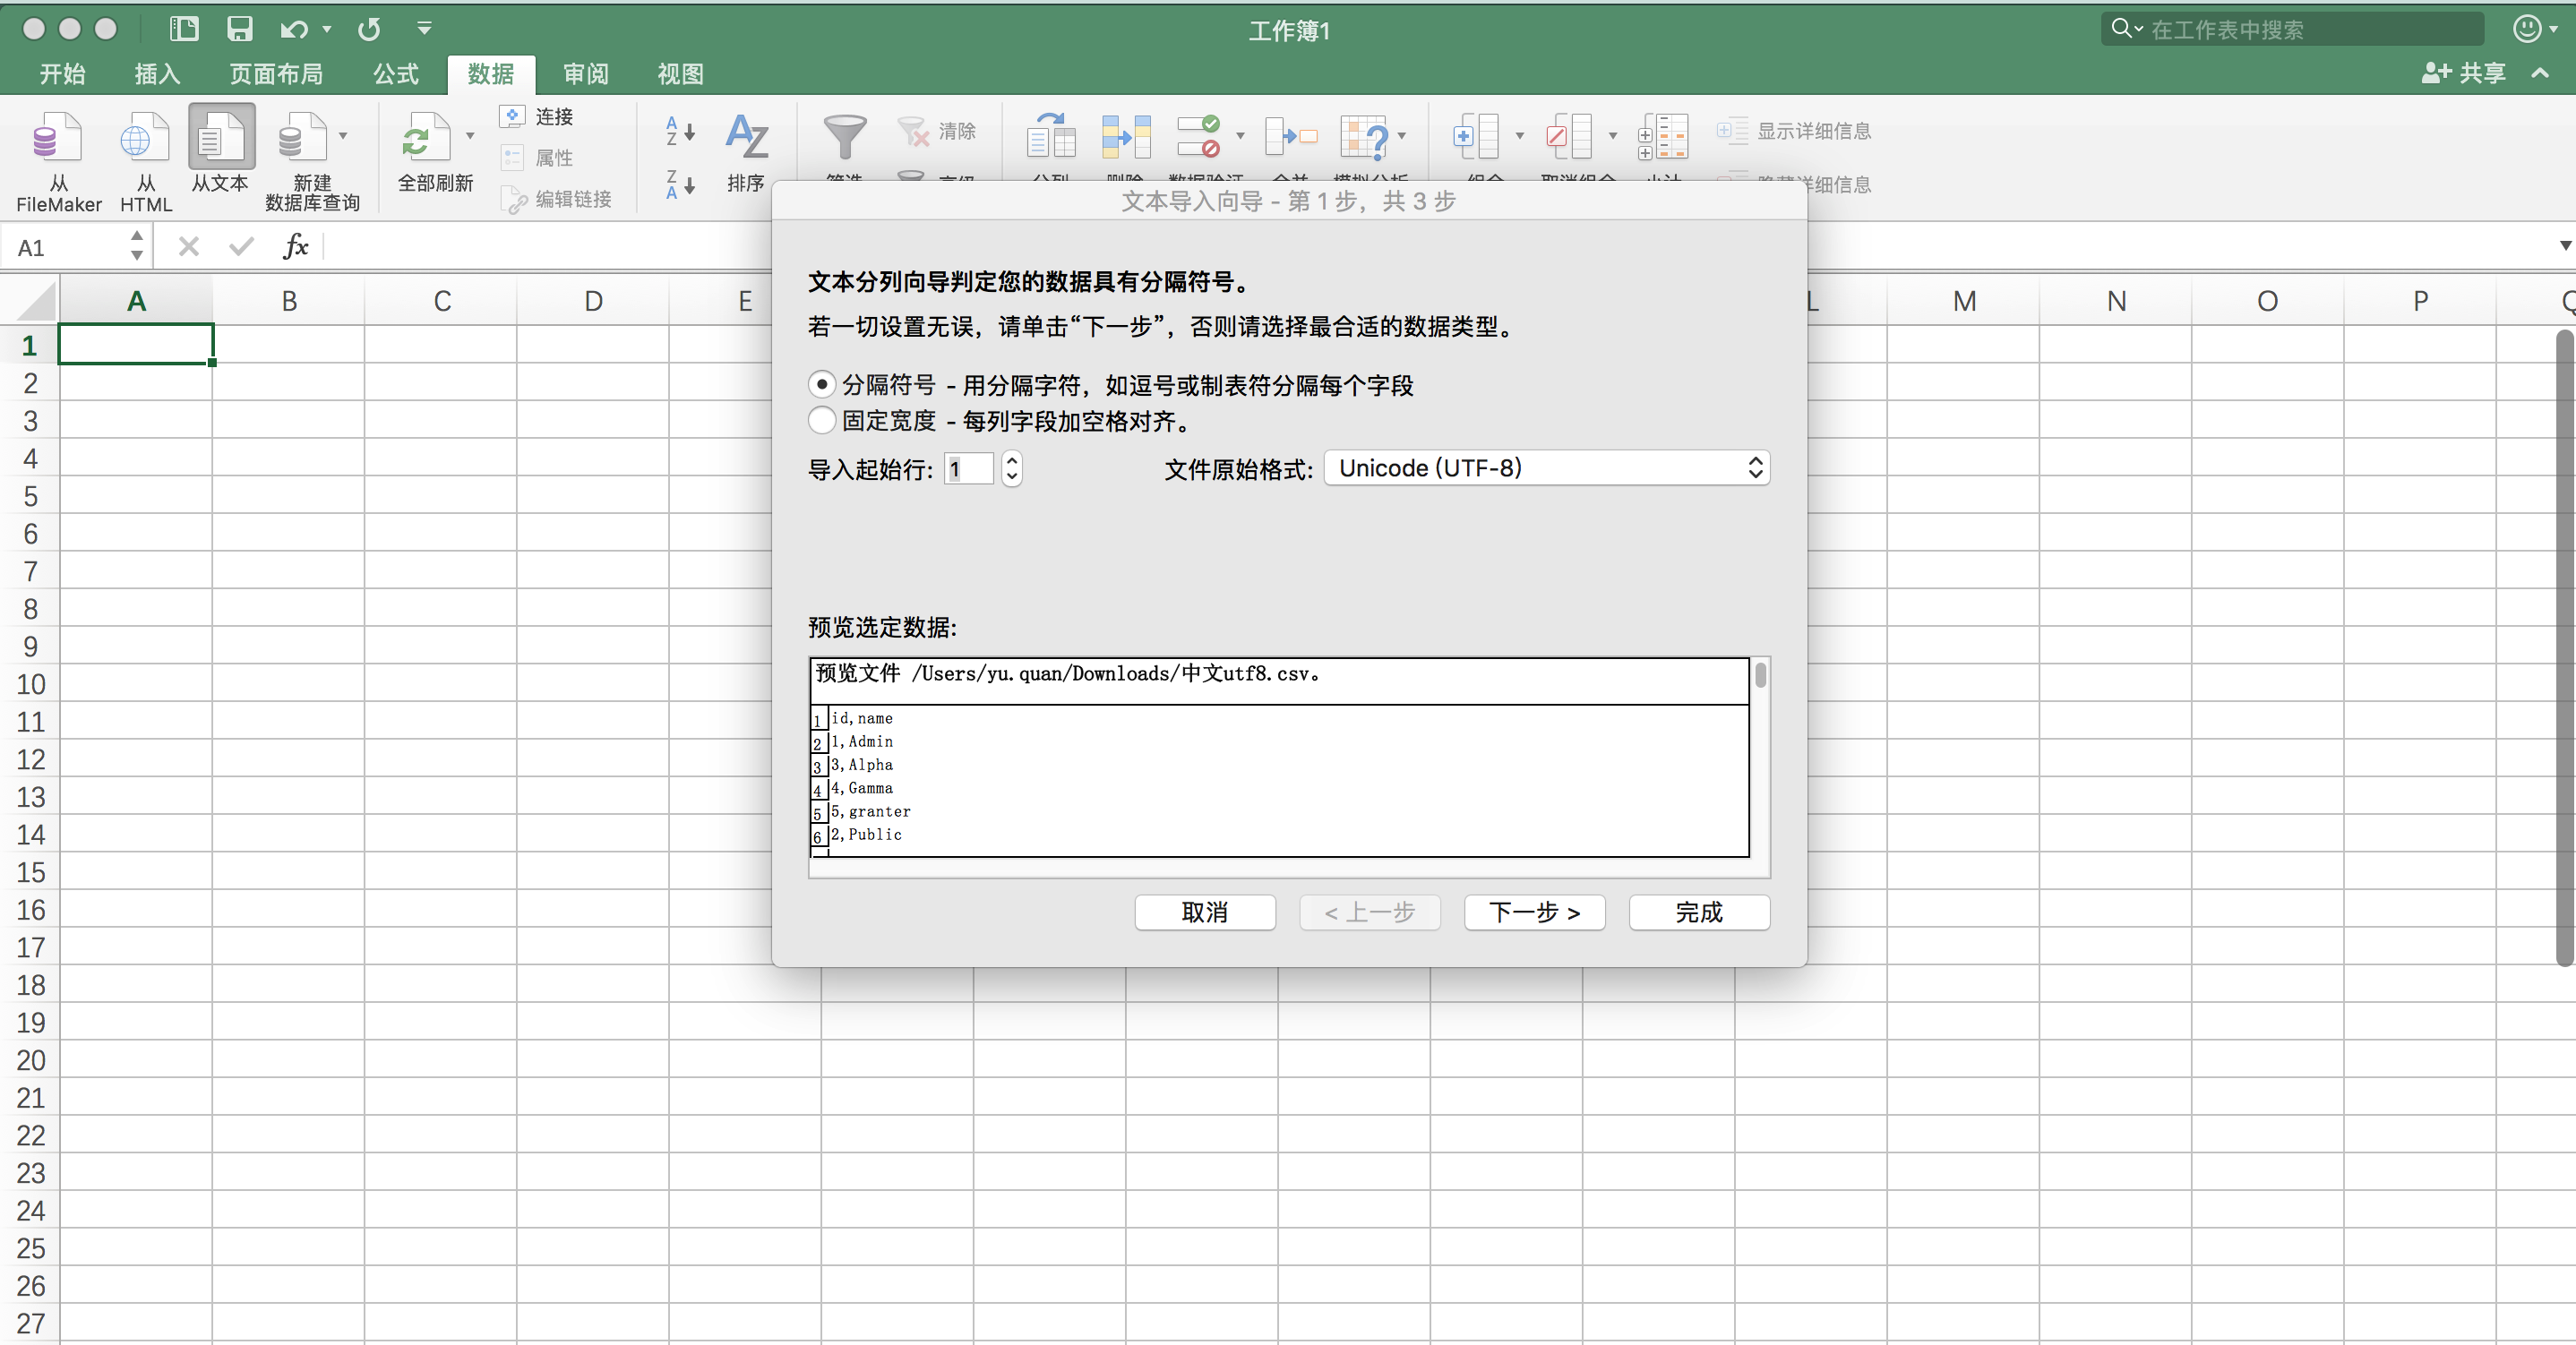 工作簿1
在工作表中搜索
开始 插入 页面布局 公式 数据 审阅 视图
共享
从 FileMaker
从 HTML
从文本
新建 数据库查询
全部刷新
连接
属性
编辑链接
排序
清除
显示详细信息
详细信息
A1
fx
A B C D E L M N O P
文本导入向导 - 第 1 步，共 3 步
文本分列向导判定您的数据具有分隔符号。
若一切设置无误，请单击“下一步”，否则请选择最合适的数据类型。
分隔符号 - 用分隔字符，如逗号或制表符分隔每个字段
固定宽度 - 每列字段加空格对齐。
导入起始行: 1 文件原始格式: Unicode (UTF-8)
预览选定数据:
预览文件 /Users/yu.quan/Downloads/中文utf8.csv。
1 id,name
2 1,Admin
3 3,Alpha
4 4,Gamma
5 5,granter
6 2,Public
取消 < 上一步 下一步 > 完成
1
2
3
4
5
6
7
8
9
10
11
12
13
14
15
16
17
18
19
20
21
22
23
24
25
26
27